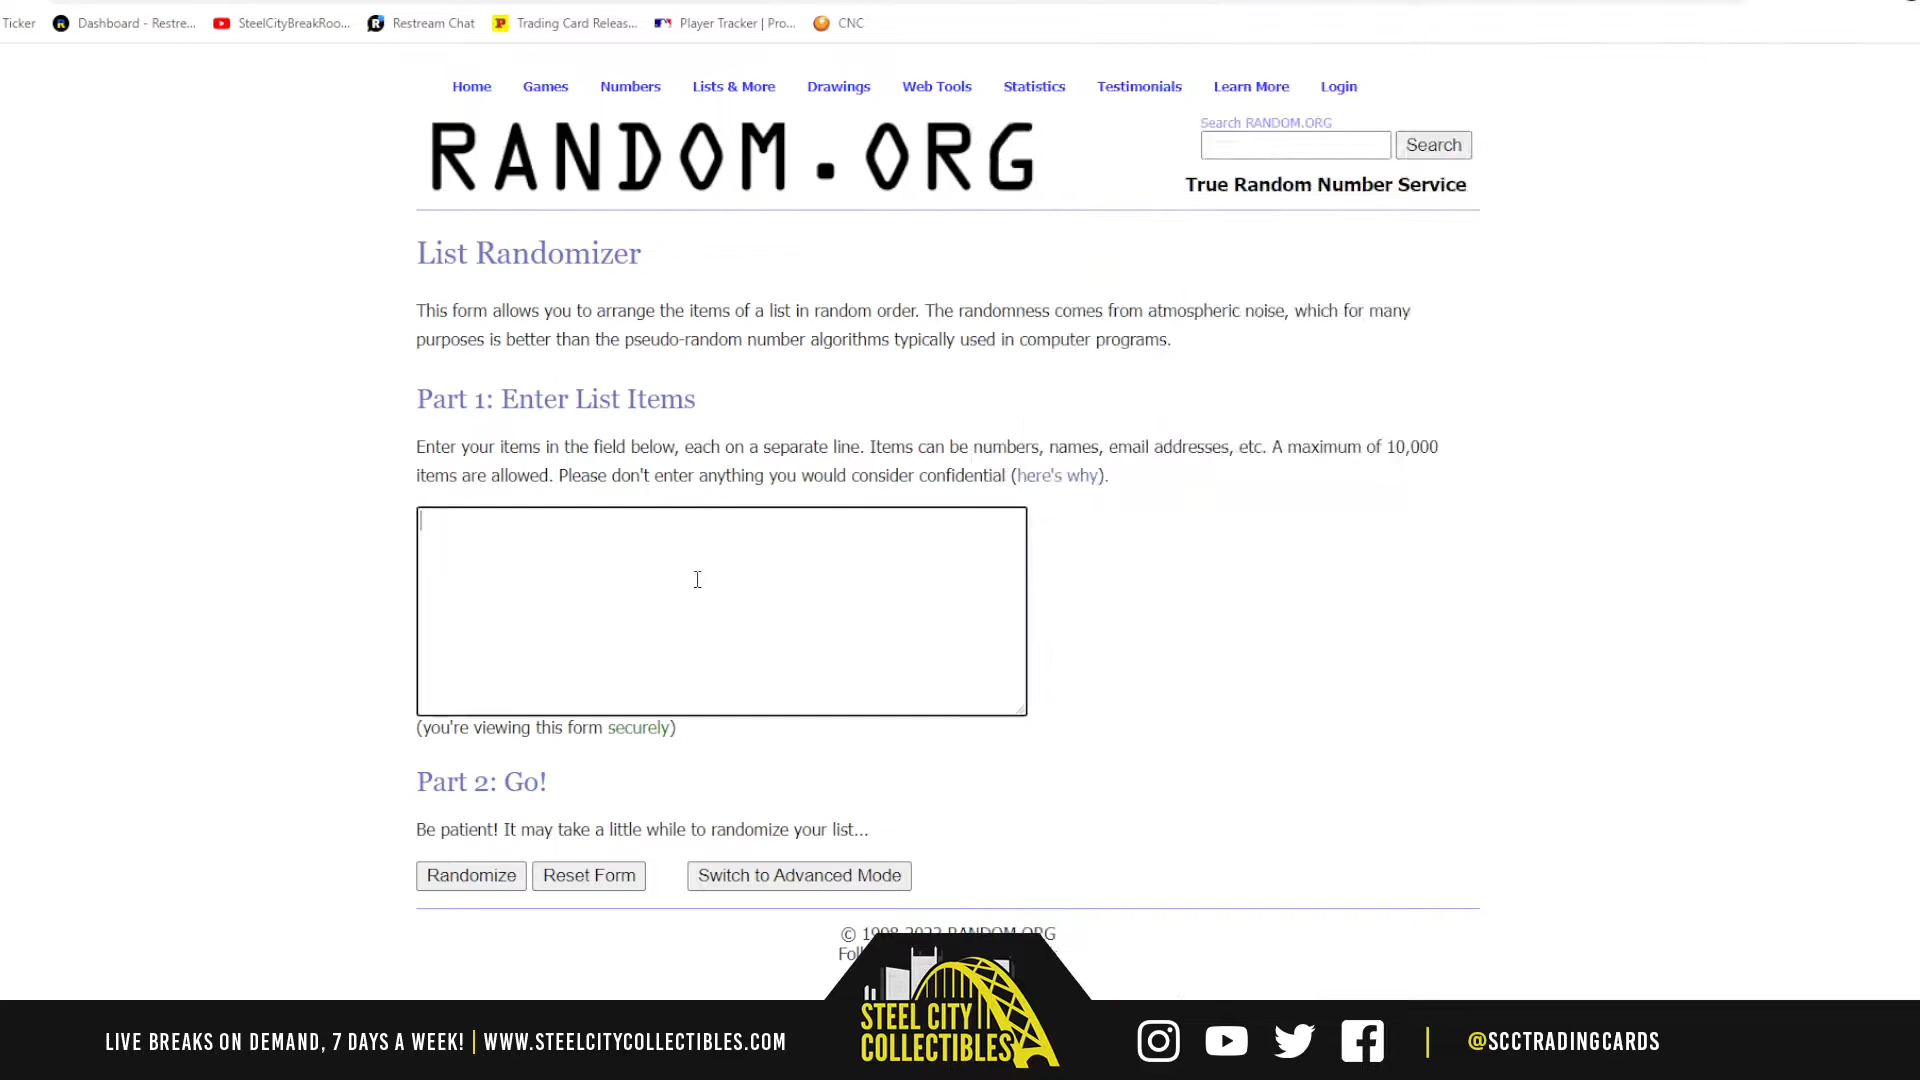 Ticker Dashboard - Restre... SteelCityBreakRoo... Restream Chat Trading Card Releas... Player Tracker | Pro... CNC
Home Games Numbers Lists & More Drawings Web Tools Statistics Testimonials Learn More Login
RANDOM.ORG
Search RANDOM.ORG
Search
True Random Number Service
List Randomizer
This form allows you to arrange the items of a list in random order. The randomness comes from atmospheric noise, which for many
purposes is better than the pseudo-random number algorithms typically used in computer programs.
Part 1: Enter List Items
Enter your items in the field below, each on a separate line. Items can be numbers, names, email addresses, etc. A maximum of 10,000
items are allowed. Please don't enter anything you would consider confidential (here's why).
(you're viewing this form securely)
Part 2: Go!
Be patient! It may take a little while to randomize your list...
Randomize Reset Form Switch to Advanced Mode
© 1998-2022 RANDOM.ORG
STEEL CITY
COLLECTIBLES
LIVE BREAKS ON DEMAND, 7 DAYS A WEEK! | WWW.STEELCITYCOLLECTIBLES.COM
| @SCCTRADINGCARDS